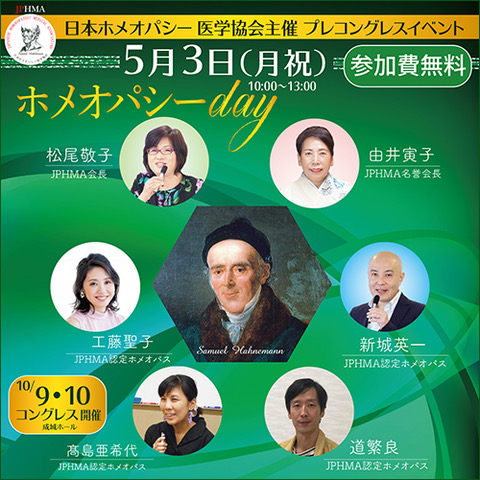 JPHMA
日本ホメオパシー 医学協会主催 プレコングレスイベント
5月3日(月祝)
10:00~13:00
参加費無料
ホメオパシーday
松尾敬子
JPHMA会長
由井寅子
JPHMA名誉会長
Samuel Hahnemann
工藤聖子
JPHMA認定ホメオパス
新城英一
JPHMA認定ホメオパス
10/9・10
コングレス開催
成城ホール
髙島亜希代
JPHMA認定ホメオパス
道繁良
JPHMA認定ホメオパス